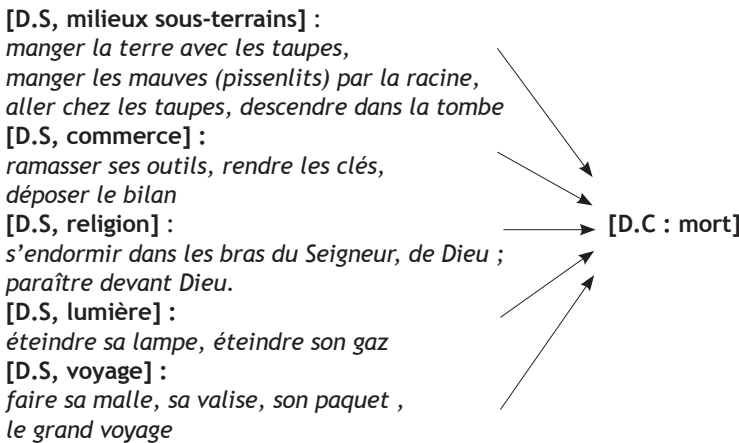 [D.S, milieux sous-terrains] :
manger la terre avec les taupes,
manger les mauves (pissenlits) par la racine,
aller chez les taupes, descendre dans la tombe
[D.S, commerce] :
ramasser ses outils, rendre les clés,
déposer le bilan
[D.S, religion] :
[D.C : mort]
s’endormir dans les bras du Seigneur, de Dieu ;
paraître devant Dieu.
[D.S, lumière] :
éteindre sa lampe, éteindre son gaz
[D.S, voyage] :
faire sa malle, sa valise, son paquet ,
le grand voyage